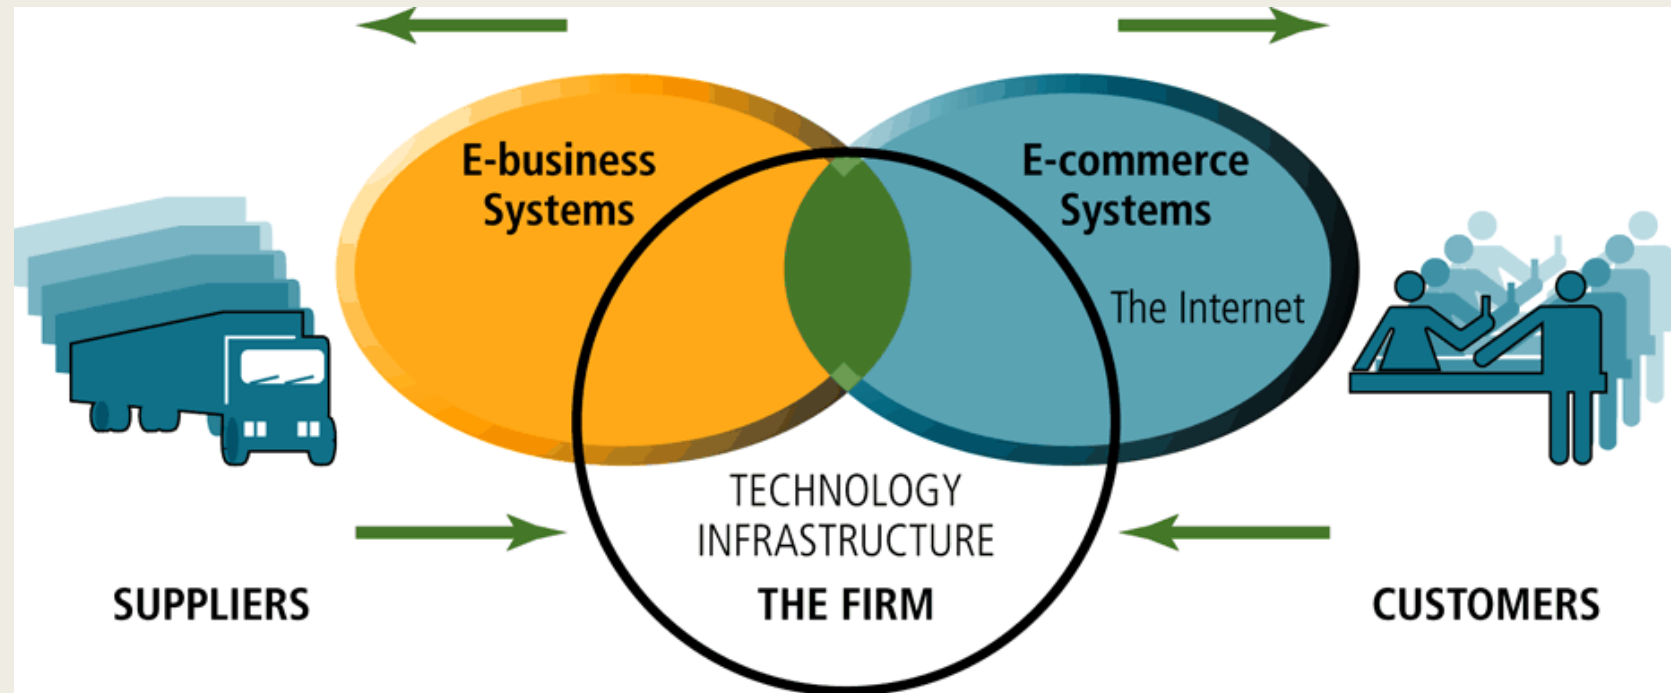 E-business
Systems
E-commerce
Systems
The Internet
TECHNOLOGY
INFRASTRUCTURE
SUPPLIERS
THE FIRM
CUSTOMERS